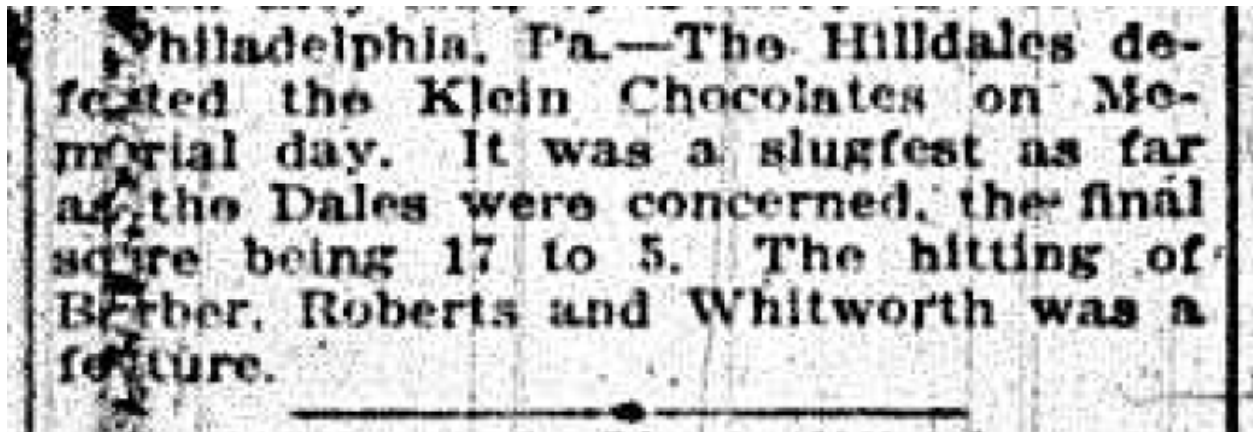 Philadelphia, Pa.—The Hilldales de-
feated the Klein Chocolates on Me-
morial day. It was a slugfest as far
as the Dales were concerned, the final
score being 17 to 5. The hitting of
Roberts and Whitworth was a
feature.